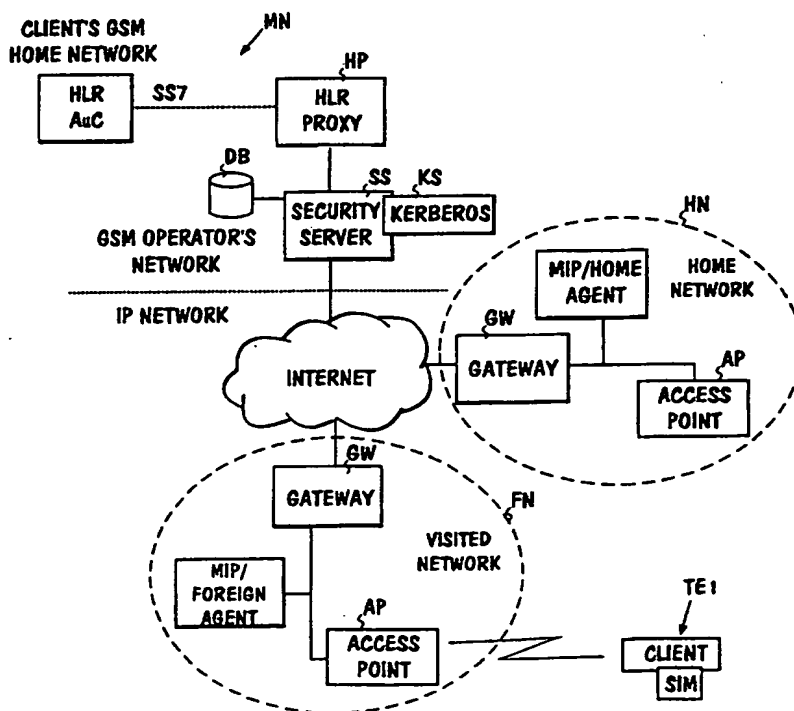 CLIENT'S GSM
HOME NETWORK
MN
HLR
AuC
SS7
HP
HLR
PROXY
DB
SS
KS
SECURITY
SERVER
KERBEROS
GSM OPERATOR'S
NETWORK
IP NETWORK
HN
MIP/HOME
AGENT
HOME
NETWORK
GW
GATEWAY
AP
ACCESS
POINT
INTERNET
GW
GATEWAY
FN
VISITED
NETWORK
MIP/
FOREIGN
AGENT
AP
ACCESS
POINT
TE1
CLIENT
SIM